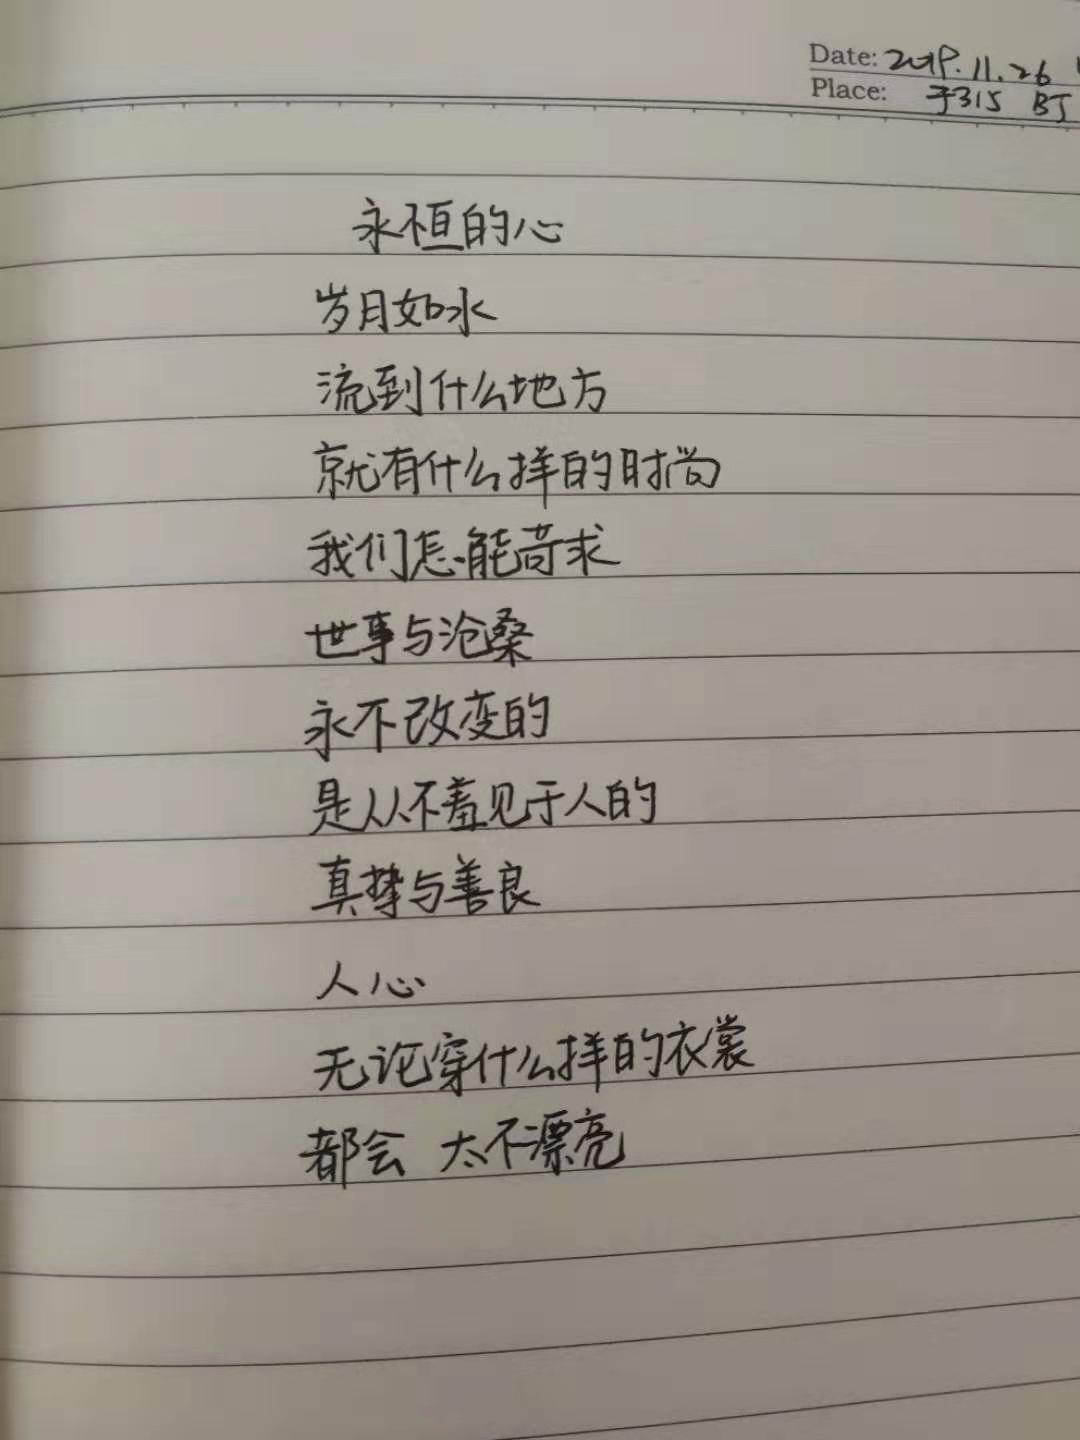 Date: 2019.11.26
Place: 于315 BJ
永恒的心
岁月如水
流到什么地方
就有什么样的时尚
我们怎能苛求
世事与沧桑
永不改变的
是从不羞见于人的
真挚与善良
人心
无论穿什么样的衣裳
都会 太不漂亮